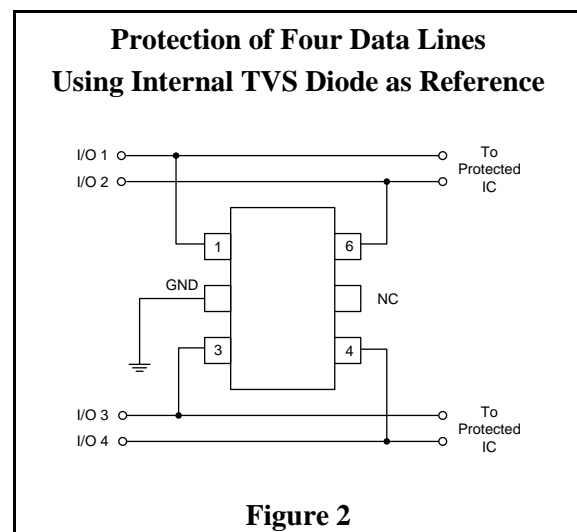 Protection of Four Data Lines
Using Internal TVS Diode as Reference
I/O 1
To
Protected
IC
I/O 2
1
6
GND
NC
3
4
I/O 3
To
Protected
IC
I/O 4
Figure 2